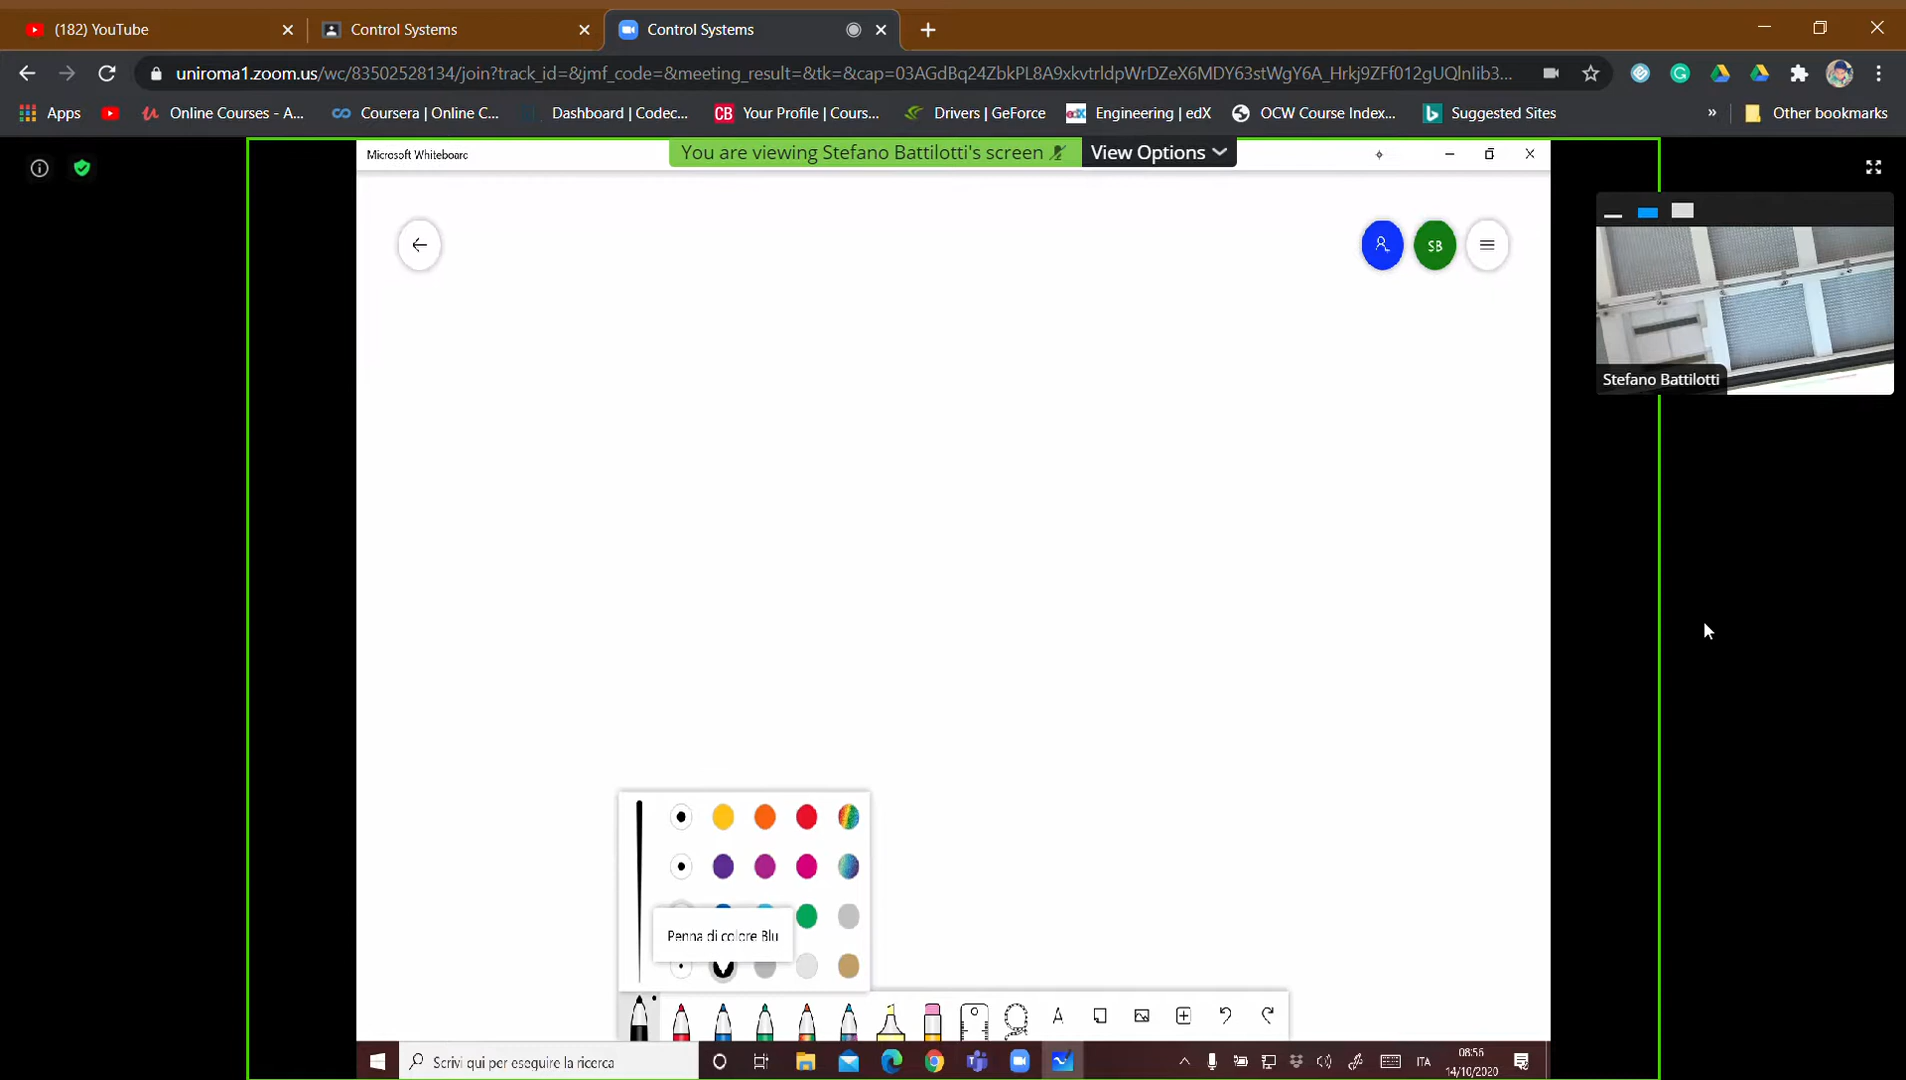 (182) YouTube
Control Systems
Control Systems
uniroma1.zoom.us/wc/83502528134/join?track_id=&jmf_code=&meeting_result=&tk=&cap=03AGdBq24ZbkPL8A9xkvtrldpWrDZeX6MDY63stWgY6A_Hrkj9ZFf012gUQlnIib3...
Apps
Online Courses - A...
Coursera | Online C...
Dashboard | Codec...
CB Your Profile | Cours...
Drivers | GeForce
edX Engineering | edX
OCW Course Index...
Suggested Sites
»
Other bookmarks
Microsoft Whiteboard
You are viewing Stefano Battilotti's screen
View Options
SB
Stefano Battilotti
Penna di colore Blu
Scrivi qui per eseguire la ricerca
ITA
08:56
14/10/2020